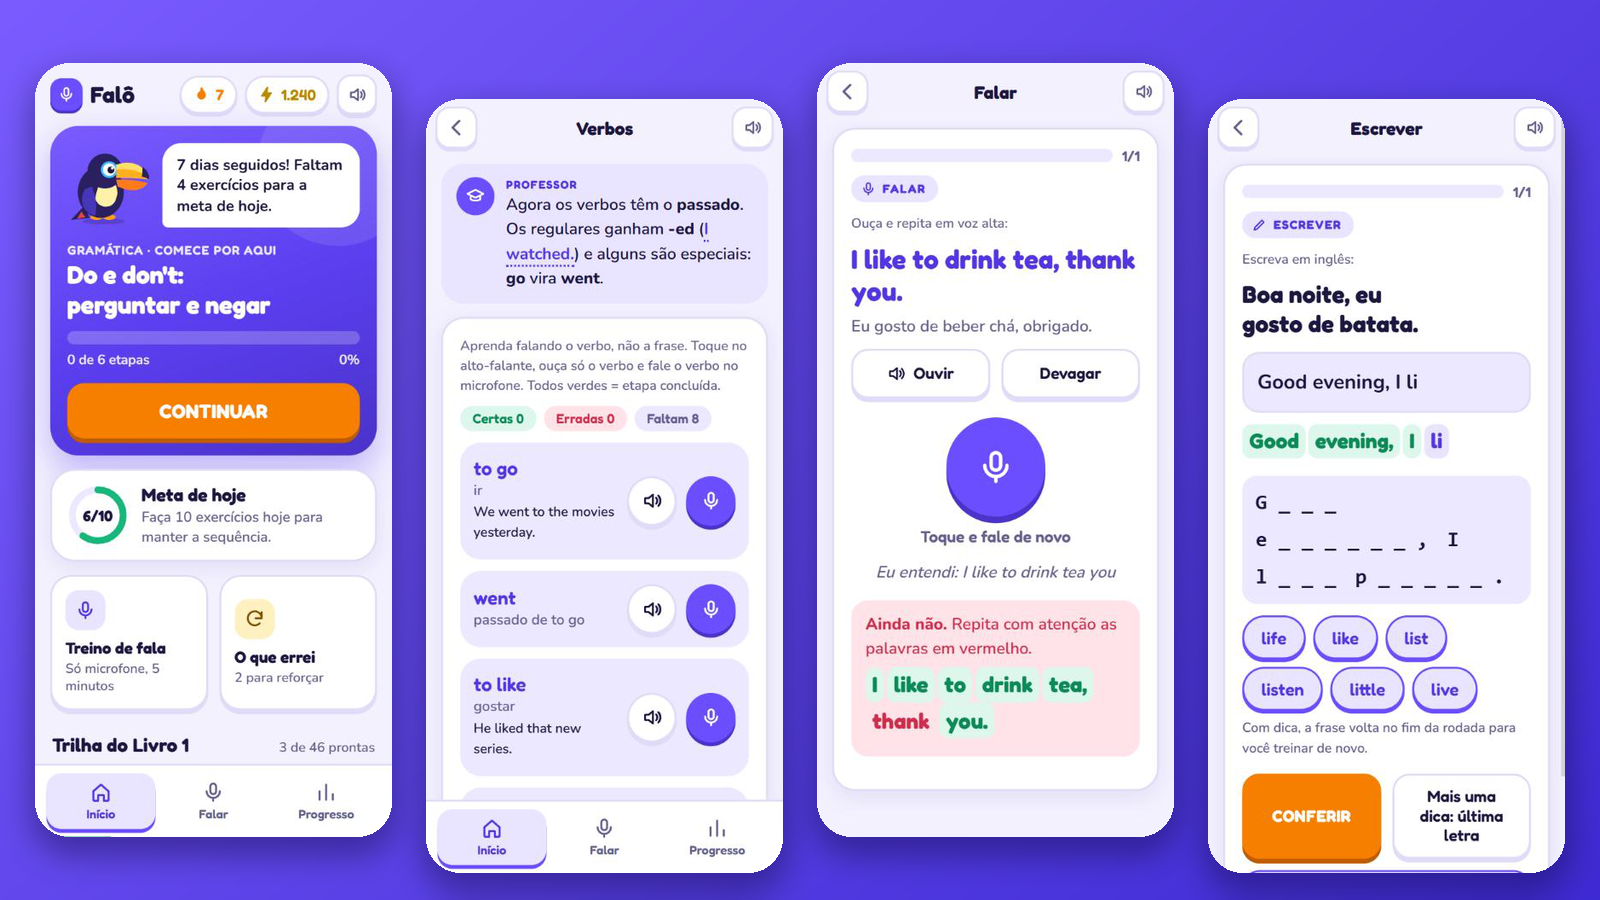 Falô
7
1.240
7 dias seguidos! Faltam
4 exercícios para a
meta de hoje.
GRAMÁTICA · COMECE POR AQUI
Do e don't:
perguntar e negar
0 de 6 etapas
0%
CONTINUAR
6/10
Meta de hoje
Faça 10 exercícios hoje para
manter a sequência.
Treino de fala
Só microfone, 5
minutos
O que errei
2 para reforçar
Trilha do Livro 1
3 de 46 prontas
Início
Falar
Progresso
Verbos
PROFESSOR
Agora os verbos têm o passado.
Os regulares ganham -ed (I
watched.) e alguns são especiais:
go vira went.
Aprenda falando o verbo, não a frase. Toque no
alto-falante, ouça só o verbo e fale o verbo no
microfone. Todos verdes = etapa concluída.
Certas 0
Erradas 0
Faltam 8
to go
ir
We went to the movies
yesterday.
went
passado de to go
to like
gostar
He liked that new
series.
Início
Falar
Progresso
Falar
1/1
FALAR
Ouça e repita em voz alta:
I like to drink tea, thank
you.
Eu gosto de beber chá, obrigado.
Ouvir
Devagar
Toque e fale de novo
Eu entendi: I like to drink tea you
Ainda não. Repita com atenção as
palavras em vermelho.
I like to drink tea,
thank you.
Escrever
1/1
ESCREVER
Escreva em inglês:
Boa noite, eu
gosto de batata.
Good evening, I li
Good evening, I li
G _ _ _
e _ _ _ _ _ _ , I
l _ _ _ p _ _ _ _ _ .
life
like
list
listen
little
live
Com dica, a frase volta no fim da rodada para
você treinar de novo.
CONFERIR
Mais uma
dica: última
letra